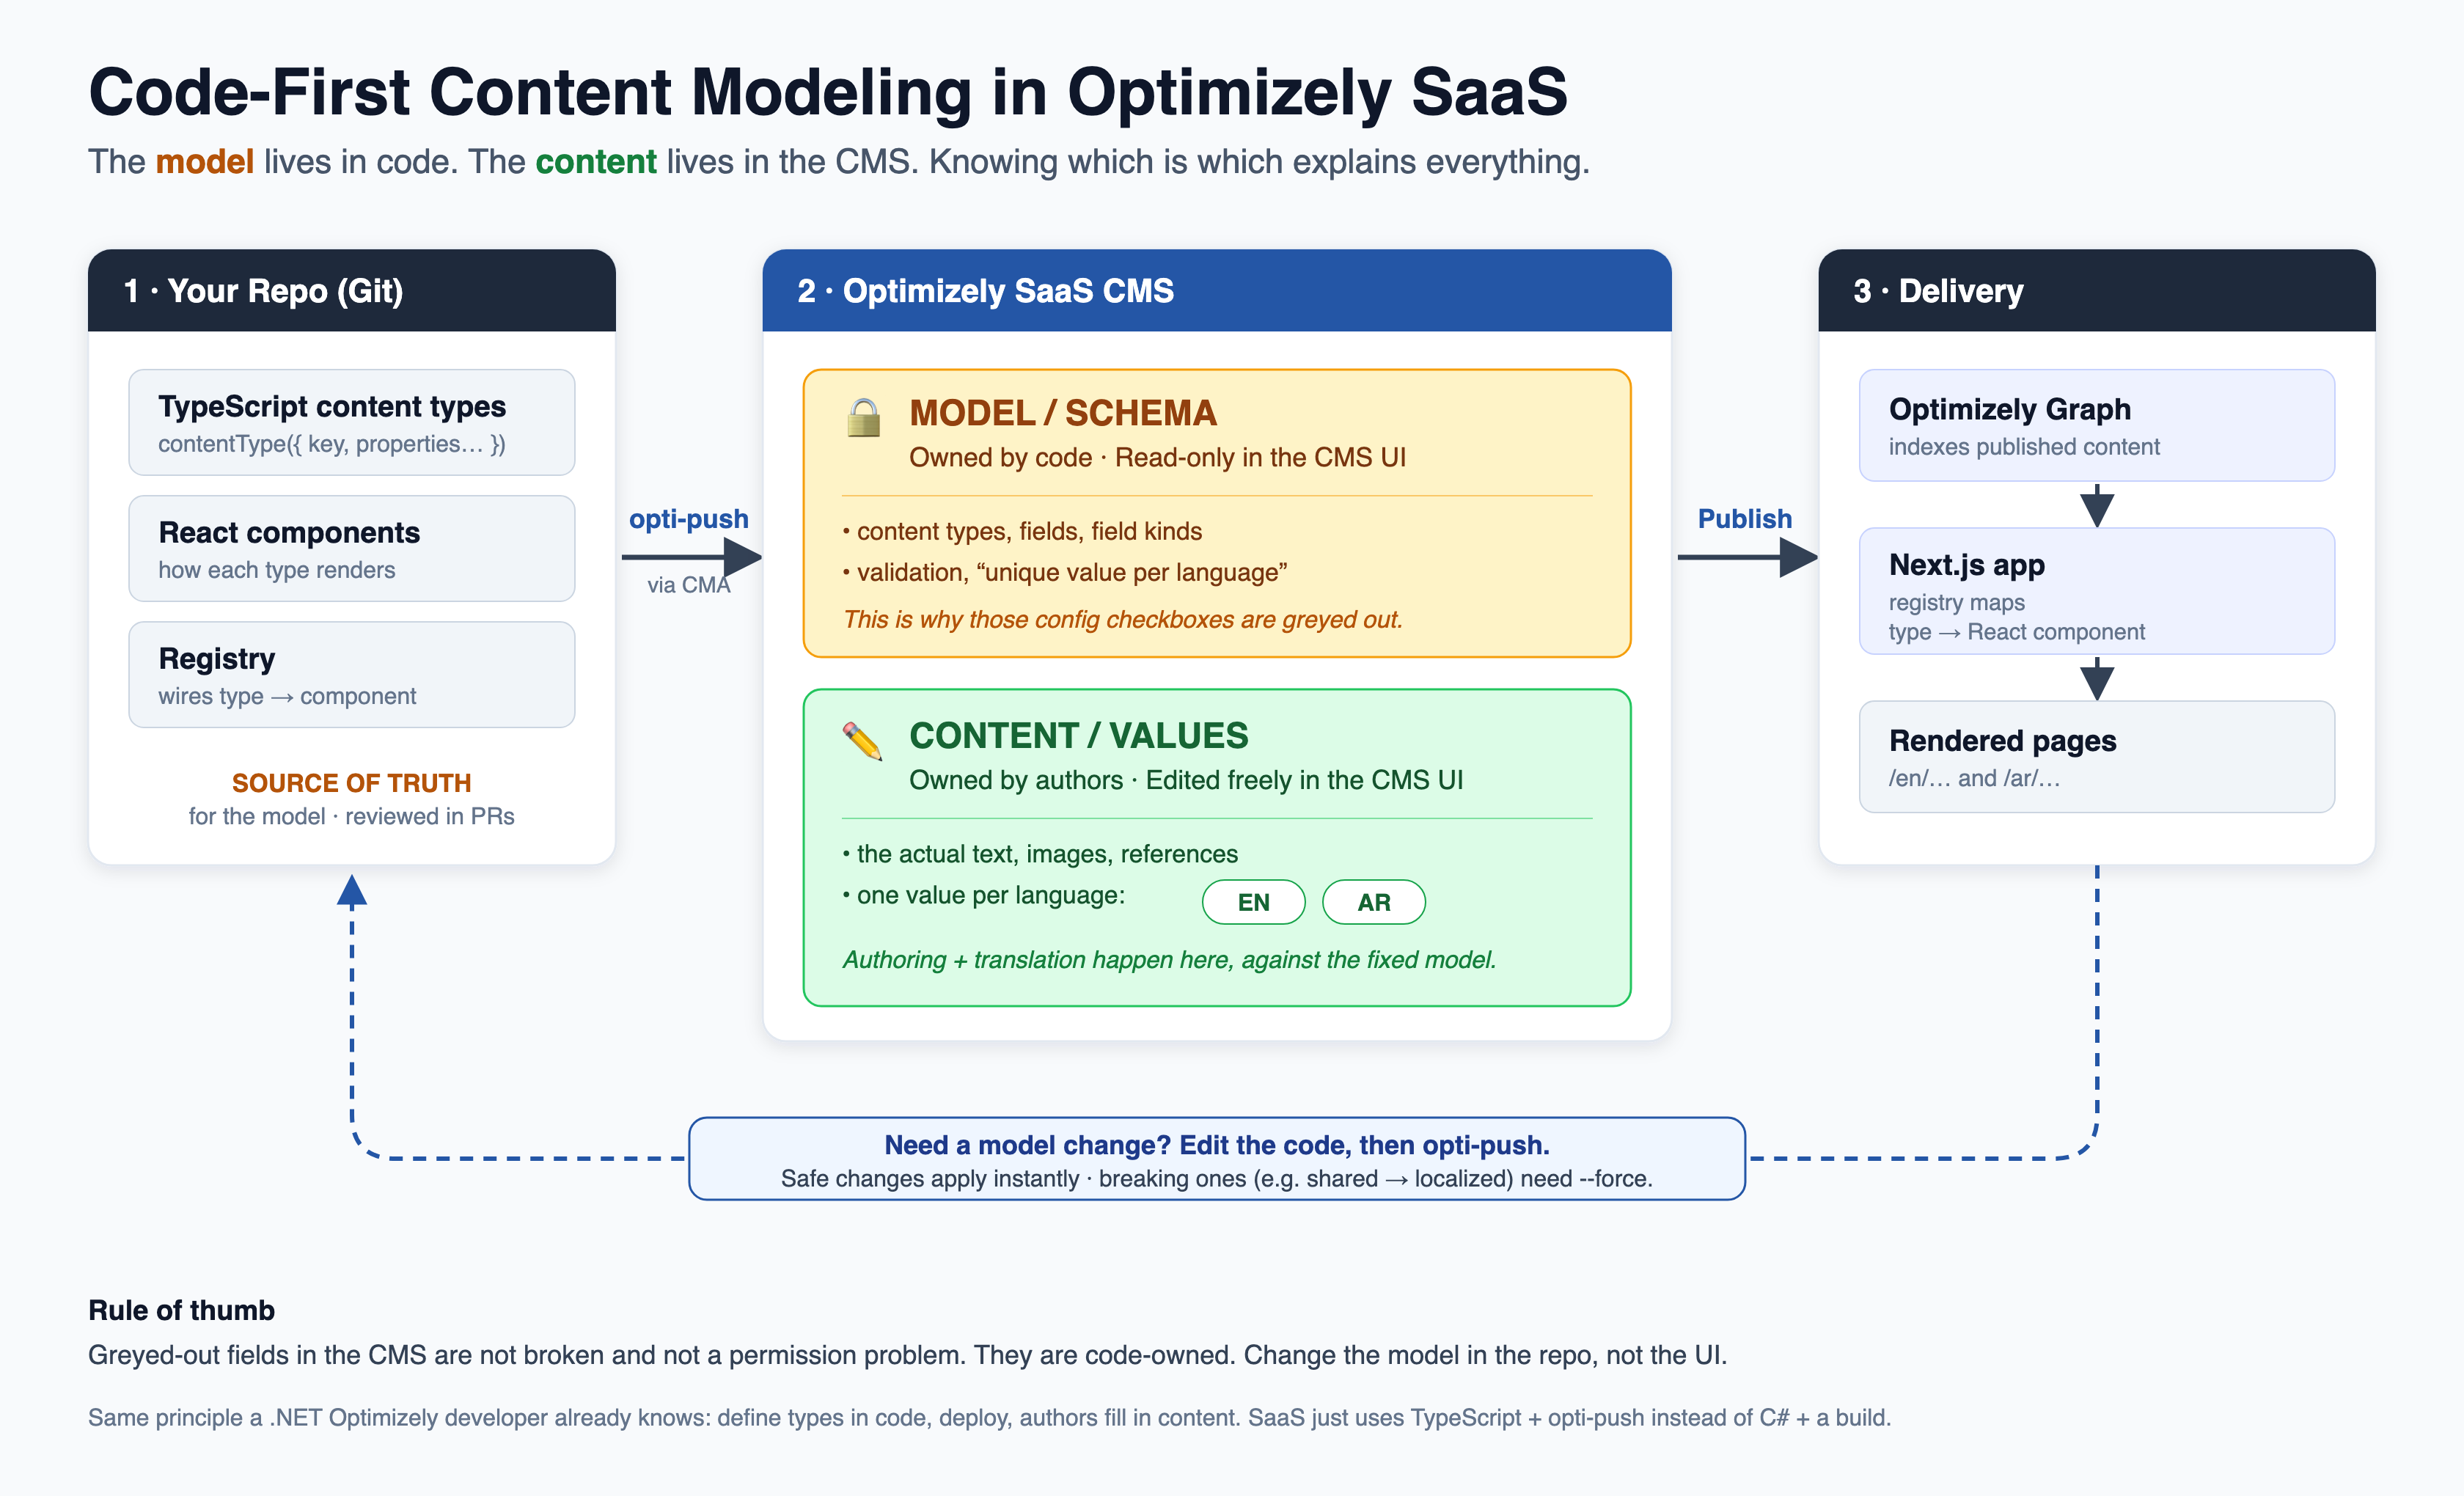 Code-First Content Modeling in Optimizely SaaS
The model lives in code. The content lives in the CMS. Knowing which is which explains everything.
1 · Your Repo (Git)
TypeScript content types
contentType({ key, properties… })
React components
how each type renders
Registry
wires type → component
SOURCE OF TRUTH
for the model · reviewed in PRs
opti-push
via CMA
2 · Optimizely SaaS CMS
MODEL / SCHEMA
Owned by code · Read-only in the CMS UI
• content types, fields, field kinds
• validation, “unique value per language”
This is why those config checkboxes are greyed out.
CONTENT / VALUES
Owned by authors · Edited freely in the CMS UI
• the actual text, images, references
• one value per language: EN AR
Authoring + translation happen here, against the fixed model.
Publish
3 · Delivery
Optimizely Graph
indexes published content
Next.js app
registry maps
type → React component
Rendered pages
/en/… and /ar/…
Need a model change? Edit the code, then opti-push.
Safe changes apply instantly · breaking ones (e.g. shared → localized) need --force.
Rule of thumb
Greyed-out fields in the CMS are not broken and not a permission problem. They are code-owned. Change the model in the repo, not the UI.
Same principle a .NET Optimizely developer already knows: define types in code, deploy, authors fill in content. SaaS just uses TypeScript + opti-push instead of C# + a build.